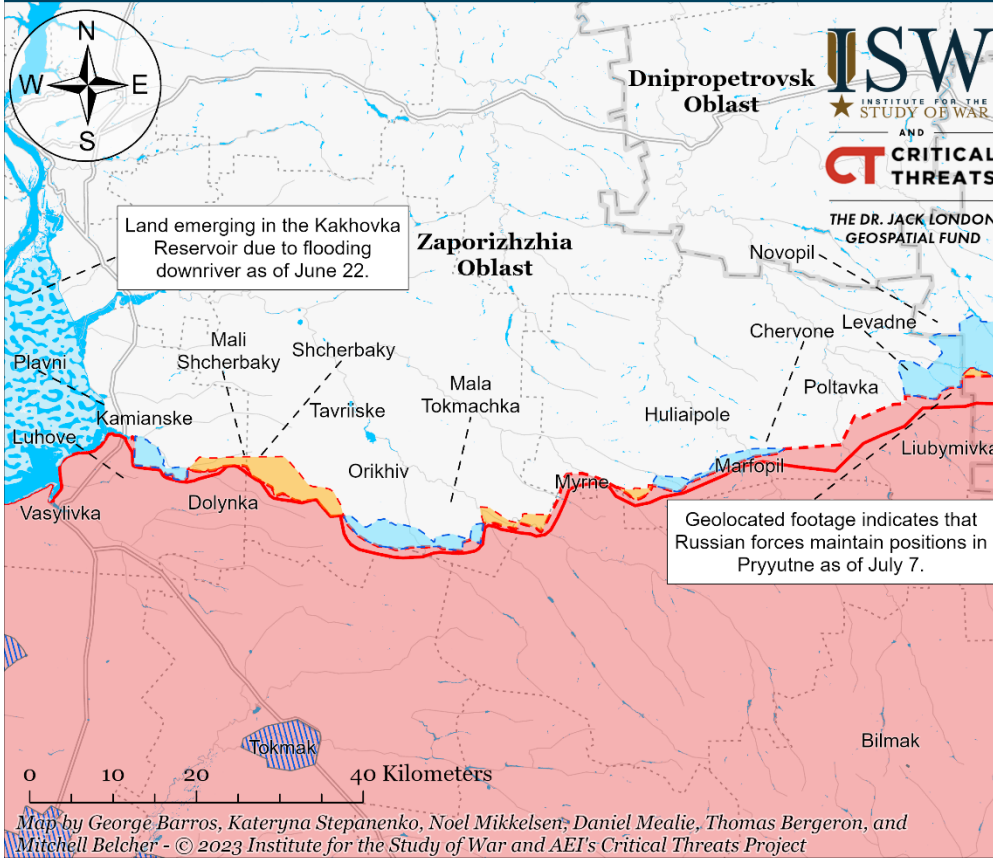 N
W
E
S
ISW
INSTITUTE FOR THE
STUDY OF WAR
AND
CT CRITICAL
THREATS
THE DR. JACK LONDON
GEOSPATIAL FUND
Dnipropetrovsk
Oblast
Land emerging in the Kakhovka
Reservoir due to flooding
downriver as of June 22.
Zaporizhzhia
Oblast
Novopil
Chervone
Levadne
Mali
Shcherbaky
Shcherbaky
Plavni
Mala
Tokmachka
Poltavka
Kamianske
Tavriiske
Huliaipole
Luhove
Liubymivka
Orikhiv
Marfopil
Myrne
Dolynka
Vasylivka
Geolocated footage indicates that
Russian forces maintain positions in
Pryyutne as of July 7.
Tokmak
Bilmak
0 10 20 40 Kilometers
Map by George Barros, Kateryna Stepanenko, Noel Mikkelsen, Daniel Mealie, Thomas Bergeron, and
Mitchell Belcher - © 2023 Institute for the Study of War and AEI's Critical Threats Project